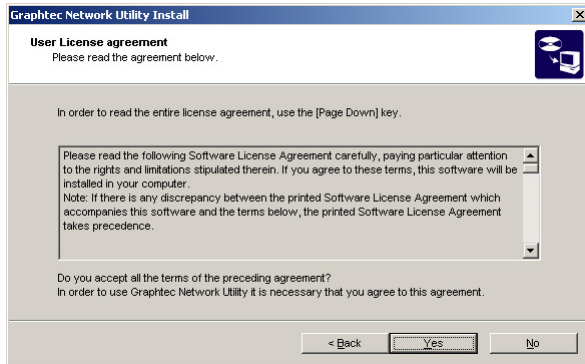 Graphtec Network Utility Install
User License agreement
Please read the agreement below.
In order to read the entire license agreement, use the [Page Down] key.
Please read the following Software License Agreement carefully, paying particular attention
to the rights and limitations stipulated therein. If you agree to these terms, this software will be
installed in your computer.
Note: If there is any discrepancy between the printed Software License Agreement which
accompanies this software and the terms below, the printed Software License Agreement
takes precedence.
Do you accept all the terms of the preceding agreement?
In order to use Graphtec Network Utility it is necessary that you agree to this agreement.
< Back Yes No